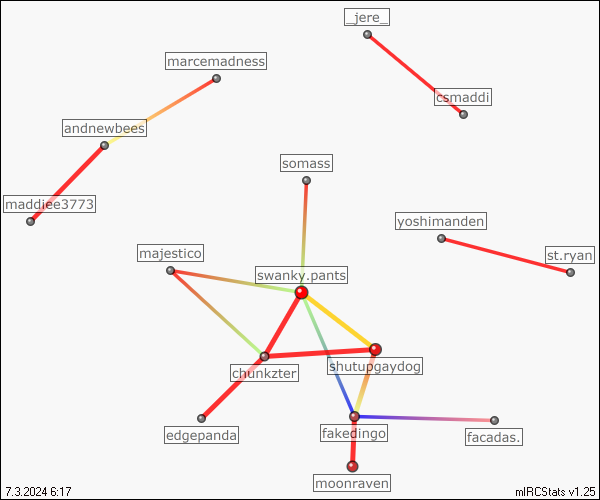 _jere_
marcemadness
csmaddi
andnewbees
somass
maddiee3773
yoshimanden
majestico
st.ryan
swanky.pants
chunkzter
shutupgaydog
edgepanda
fakedingo
facadas.
moonraven
7.3.2024 6:17
mIRCStats v1.25